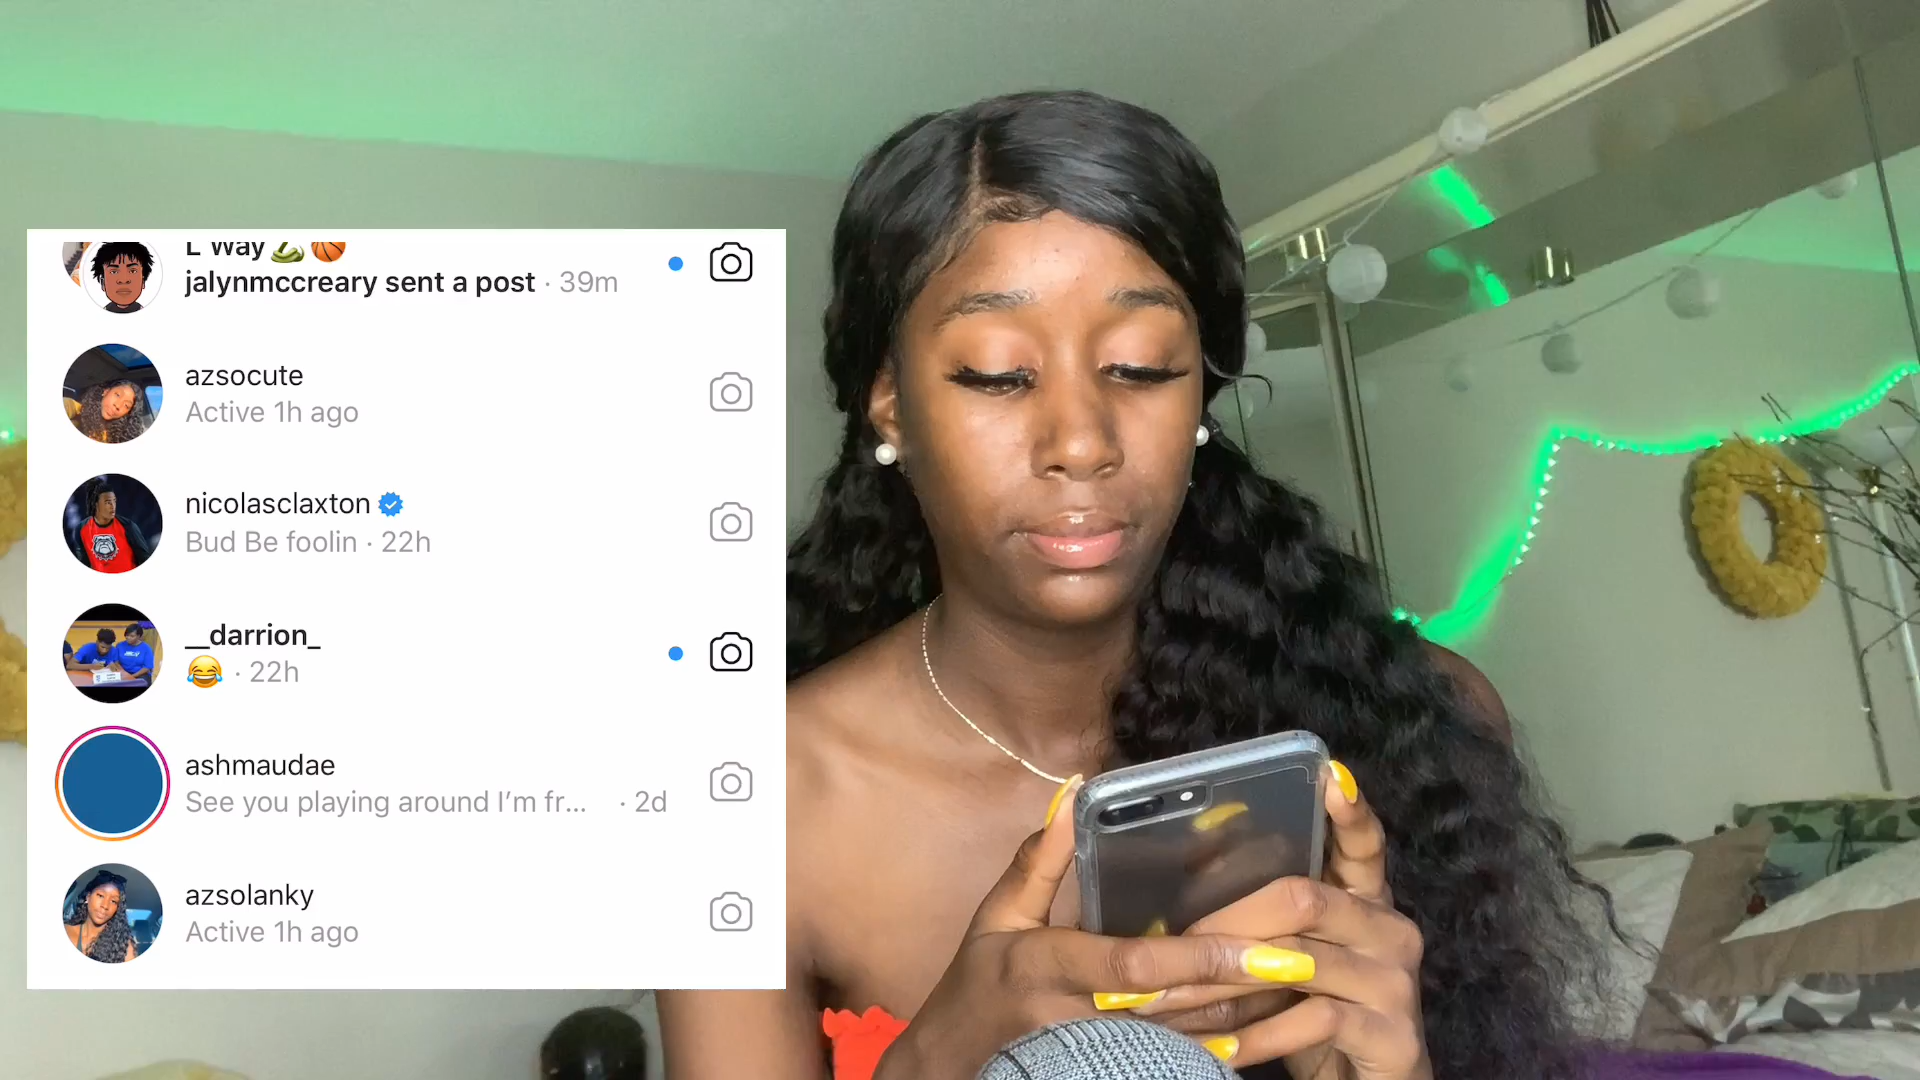 L Way 🐍🏀
jalynmccreary sent a post · 39m
azsocute
Active 1h ago
nicolasclaxton
Bud Be foolin · 22h
__darrion_
😂 · 22h
ashmaudae
See you playing around I'm fr... · 2d
azsolanky
Active 1h ago